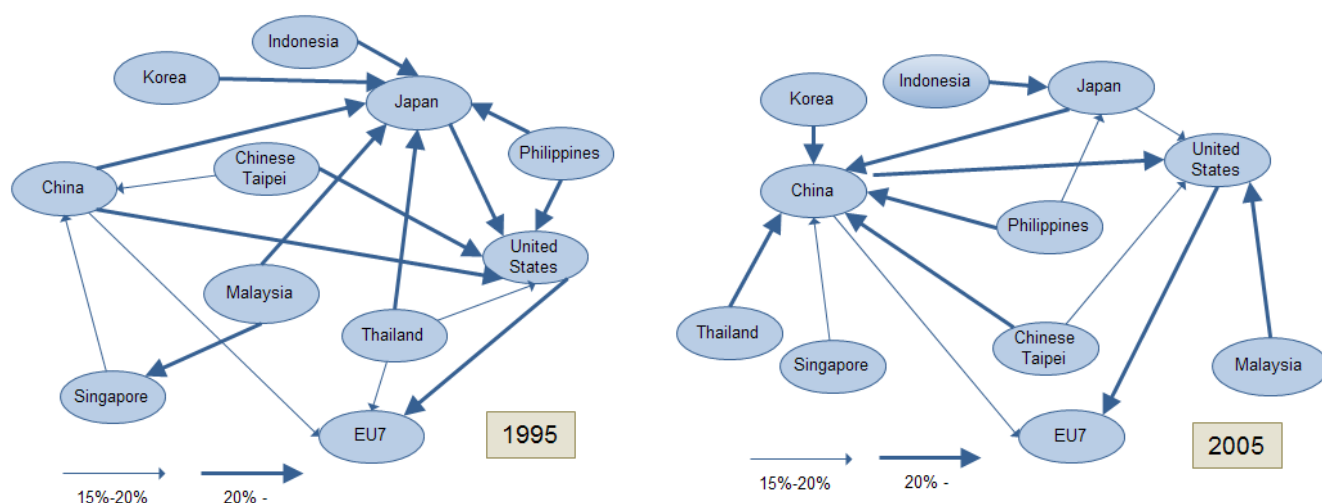 Indonesia
Korea
Japan
Philippines
Chinese
Taipei
China
United
States
Malaysia
Thailand
Singapore
EU7
1995
15%-20%
20% -
Indonesia
Japan
Korea
United
States
China
Philippines
Thailand
Singapore
Chinese
Taipei
Malaysia
EU7
2005
15%-20%
20% -